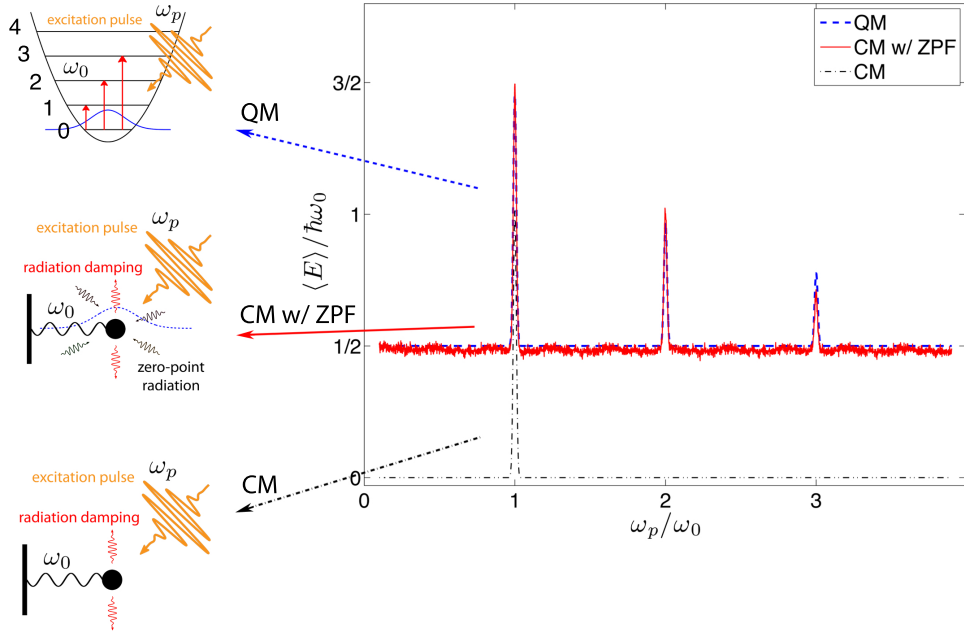 4
3
2
1
0
excitation pulse
ωp
ω0
QM
excitation pulse
ωp
radiation damping
ω0
zero-point
radiation
CM w/ ZPF
excitation pulse
ωp
radiation damping
ω0
CM
⟨E⟩/ħω0
3/2
1
1/2
0
0
1
2
3
4
ωp/ω0
QM
CM w/ ZPF
CM